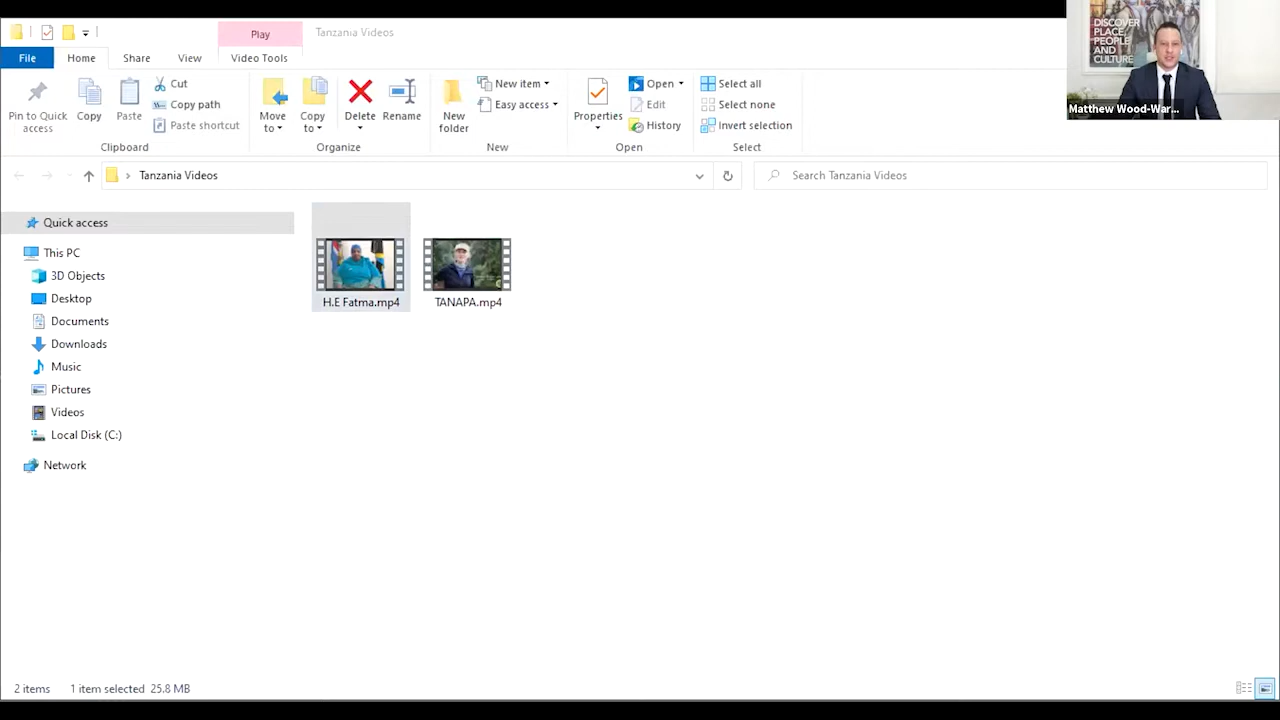 Play
Tanzania Videos
File
Home
Share
View
Video Tools
Pin to Quick access
Copy
Paste
Cut
Copy path
Paste shortcut
Clipboard
Move to
Copy to
Delete
Rename
Organize
New folder
New item
Easy access
New
Properties
Open
Edit
History
Open
Select all
Select none
Invert selection
Select
DISCOVER
PLACE,
PEOPLE
AND
CULTURE
Matthew Wood-War...
Tanzania Videos
Search Tanzania Videos
Quick access
This PC
3D Objects
Desktop
Documents
Downloads
Music
Pictures
Videos
Local Disk (C:)
Network
H.E Fatma.mp4
TANAPA.mp4
2 items
1 item selected 25.8 MB